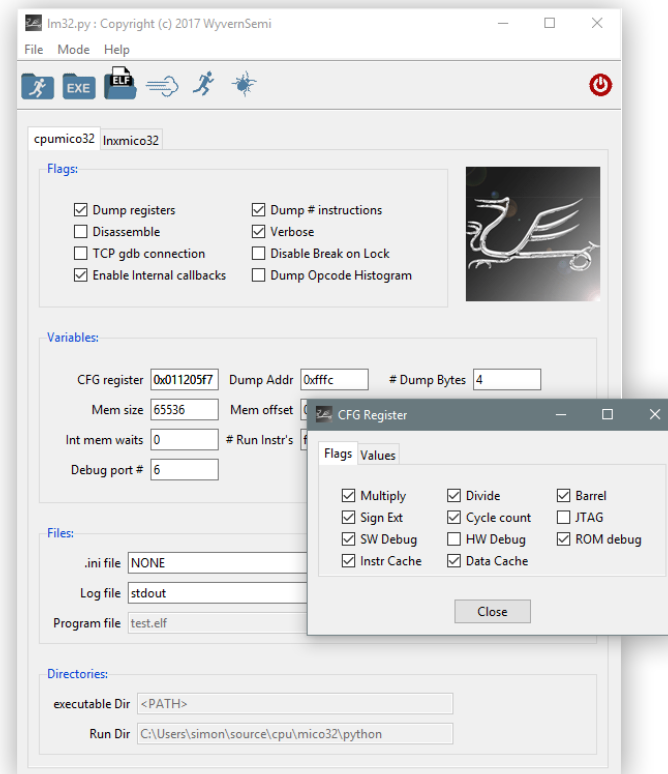 lm32.py : Copyright (c) 2017 WyvernSemi
File Mode Help
EXE ELF
cpumico32 lnxmico32
Flags:
Dump registers Dump # instructions
Disassemble Verbose
TCP gdb connection Disable Break on Lock
Enable Internal callbacks Dump Opcode Histogram
Variables:
CFG register 0x011205f7 Dump Addr 0xfffc # Dump Bytes 4
Mem size 65536 Mem offset
Int mem waits 0 # Run Instr's
Debug port # 6
CFG Register
Flags Values
Multiply Divide Barrel
Sign Ext Cycle count JTAG
SW Debug HW Debug ROM debug
Instr Cache Data Cache
Close
Files:
.ini file NONE
Log file stdout
Program file test.elf
Directories:
executable Dir <PATH>
Run Dir C:\Users\simon\source\cpu\mico32\python